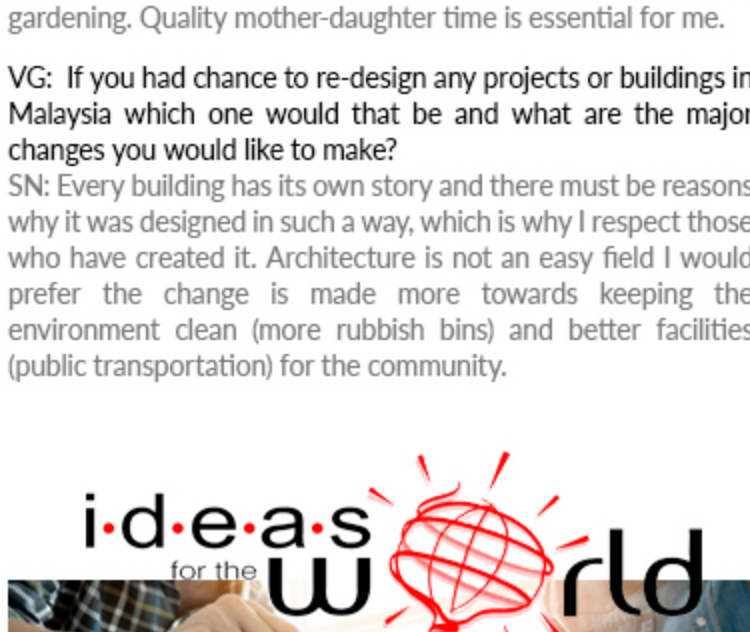 gardening. Quality mother-daughter time is essential for me.
VG: If you had chance to re-design any projects or buildings in
Malaysia which one would that be and what are the major
changes you would like to make?
SN: Every building has its own story and there must be reasons
why it was designed in such a way, which is why I respect those
who have created it. Architecture is not an easy field I would
prefer the change is made more towards keeping the
environment clean (more rubbish bins) and better facilities
(public transportation) for the community.
i·d·e·a·s
for the
w rld